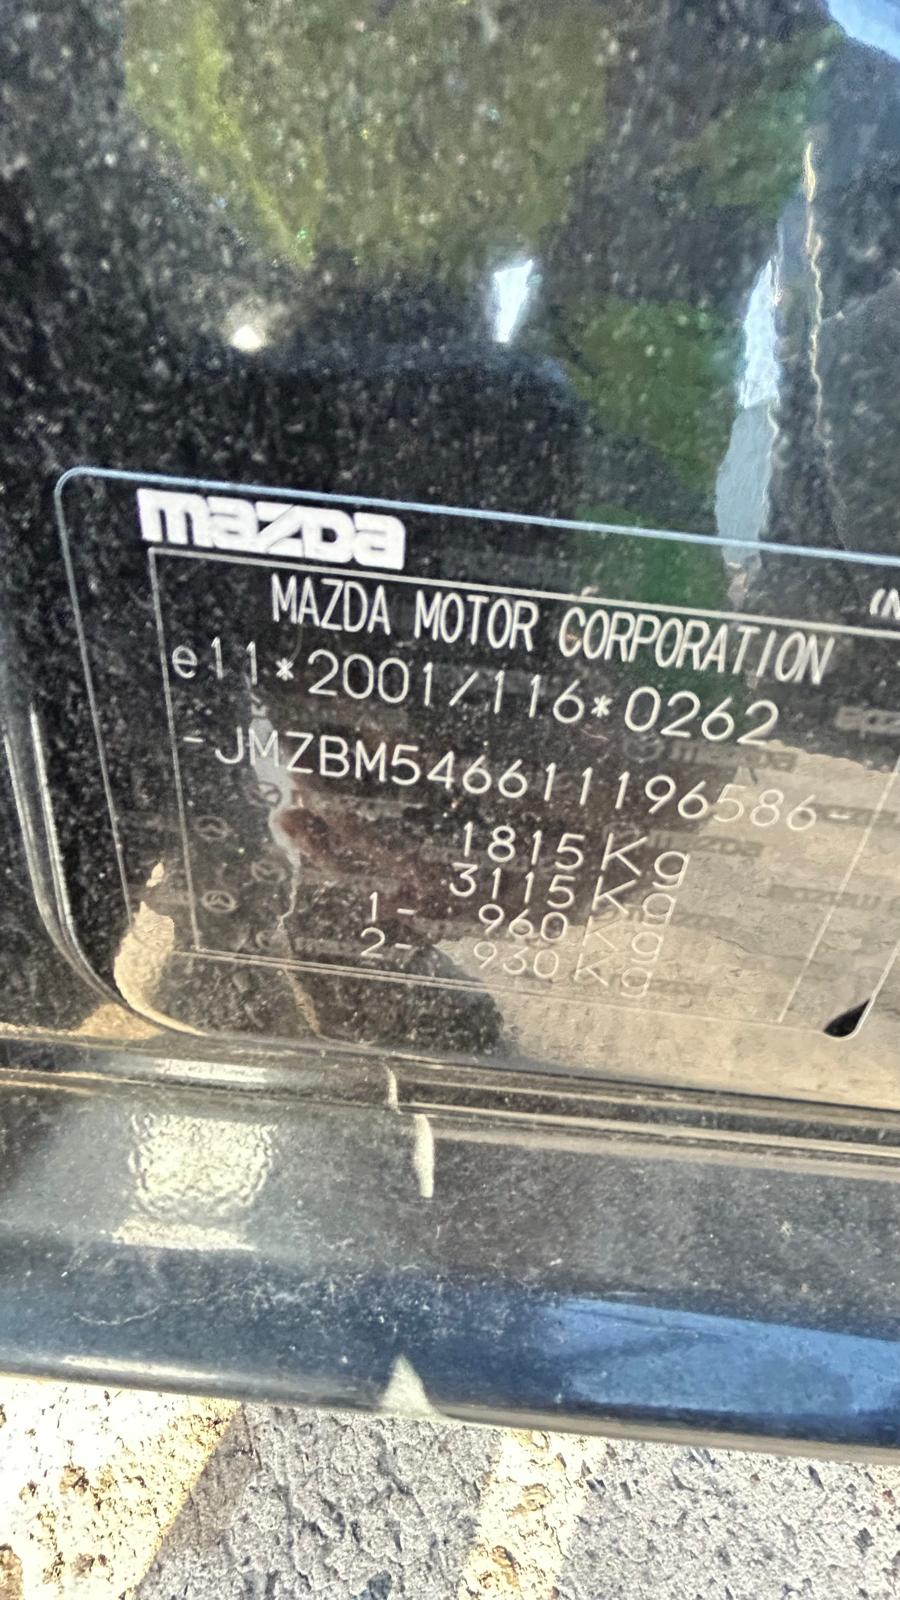 mazda
MAZDA MOTOR CORPORATION
e11*2001/116*0262
-JMZBM546611196586-
1815Kg
3115Kg
1- 960Kg
2- 930Kg